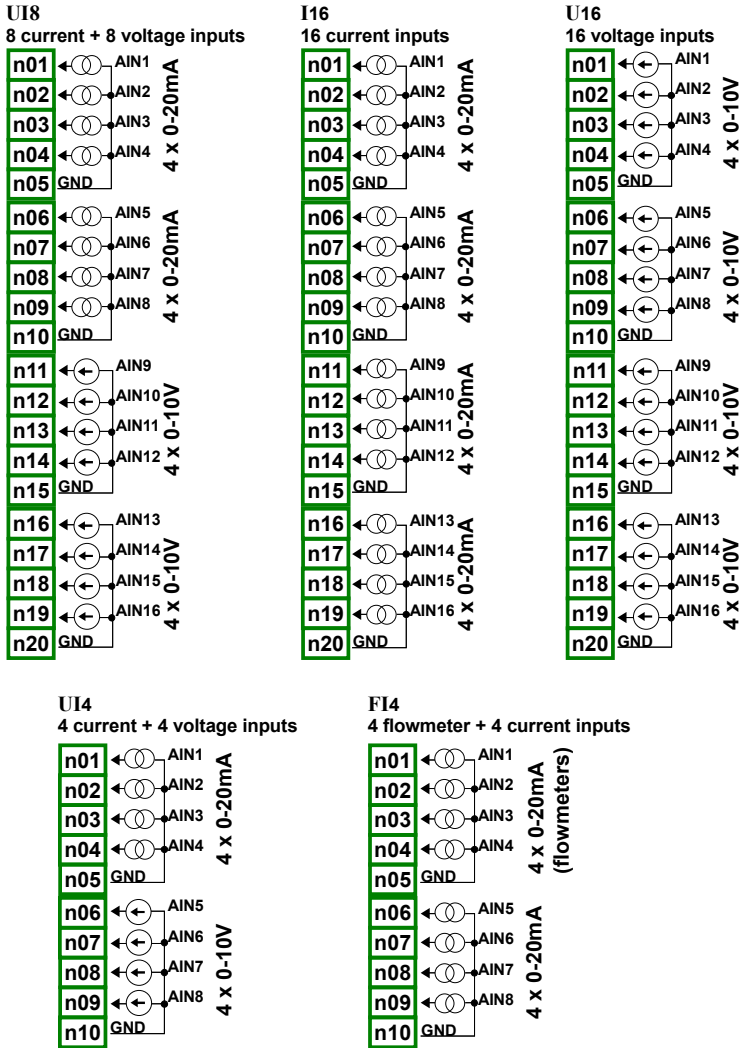 UI8
8 current + 8 voltage inputs
n01 AIN1
n02 AIN2
n03 AIN3
n04 AIN4
n05 GND
4 x 0-20mA
n06 AIN5
n07 AIN6
n08 AIN7
n09 AIN8
n10 GND
4 x 0-20mA
n11 AIN9
n12 AIN10
n13 AIN11
n14 AIN12
n15 GND
4 x 0-10V
n16 AIN13
n17 AIN14
n18 AIN15
n19 AIN16
n20 GND
4 x 0-10V
I16
16 current inputs
n01 AIN1
n02 AIN2
n03 AIN3
n04 AIN4
n05 GND
4 x 0-20mA
n06 AIN5
n07 AIN6
n08 AIN7
n09 AIN8
n10 GND
4 x 0-20mA
n11 AIN9
n12 AIN10
n13 AIN11
n14 AIN12
n15 GND
4 x 0-20mA
n16 AIN13
n17 AIN14
n18 AIN15
n19 AIN16
n20 GND
4 x 0-20mA
U16
16 voltage inputs
n01 AIN1
n02 AIN2
n03 AIN3
n04 AIN4
n05 GND
4 x 0-10V
n06 AIN5
n07 AIN6
n08 AIN7
n09 AIN8
n10 GND
4 x 0-10V
n11 AIN9
n12 AIN10
n13 AIN11
n14 AIN12
n15 GND
4 x 0-10V
n16 AIN13
n17 AIN14
n18 AIN15
n19 AIN16
n20 GND
4 x 0-10V
UI4
4 current + 4 voltage inputs
n01 AIN1
n02 AIN2
n03 AIN3
n04 AIN4
n05 GND
4 x 0-20mA
n06 AIN5
n07 AIN6
n08 AIN7
n09 AIN8
n10 GND
4 x 0-10V
FI4
4 flowmeter + 4 current inputs
n01 AIN1
n02 AIN2
n03 AIN3
n04 AIN4
n05 GND
4 x 0-20mA
(flowmeters)
n06 AIN5
n07 AIN6
n08 AIN7
n09 AIN8
n10 GND
4 x 0-20mA